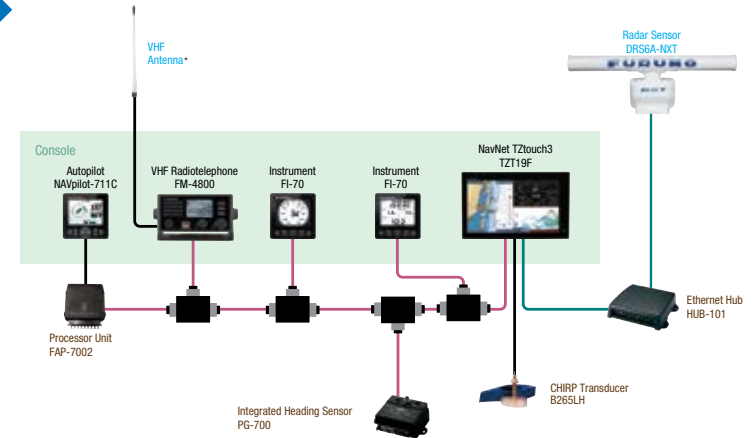 VHF
Antenna*
Radar Sensor
DRS6A-NXT
FURUNO
NXT
Console
Autopilot
NAVpilot-711C
VHF Radiotelephone
FM-4800
Instrument
FI-70
Instrument
FI-70
NavNet TZtouch3
TZT19F
Processor Unit
FAP-7002
Ethernet Hub
HUB-101
Integrated Heading Sensor
PG-700
CHIRP Transducer
B265LH